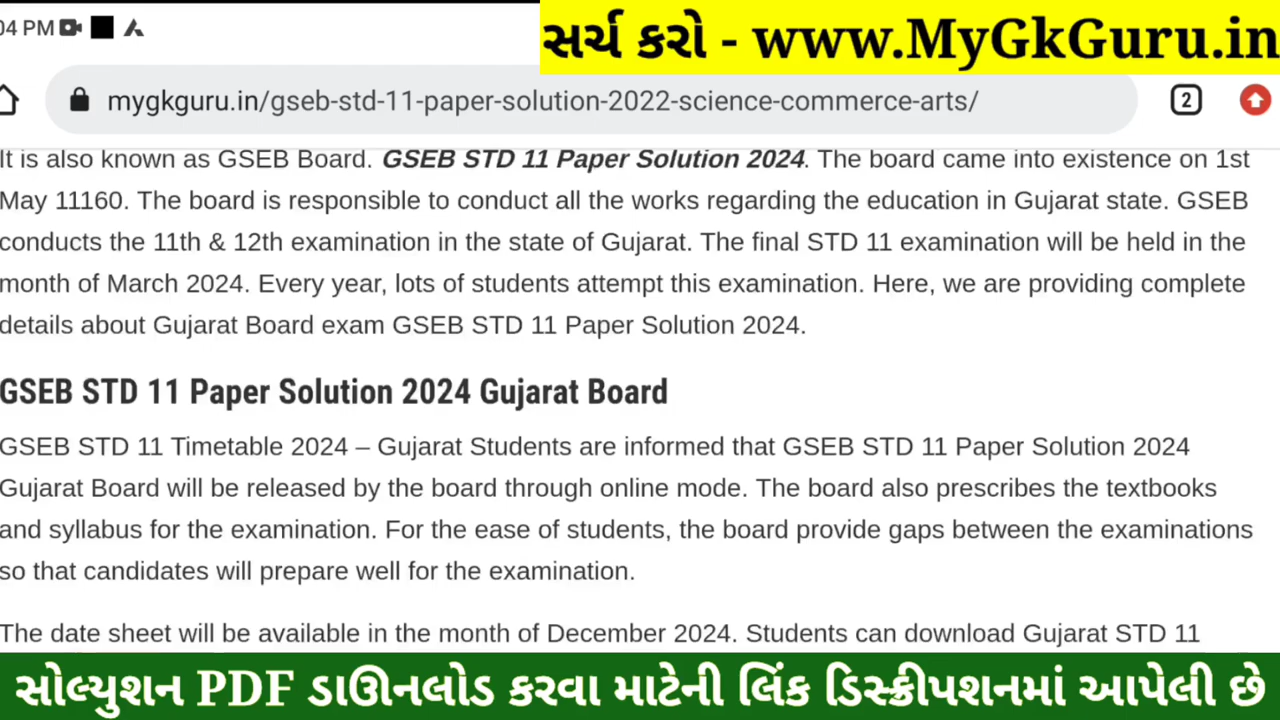 04 PM
સર્ચ કરો - www.MyGkGuru.in
mygkguru.in/gseb-std-11-paper-solution-2022-science-commerce-arts/
2
It is also known as GSEB Board. GSEB STD 11 Paper Solution 2024. The board came into existence on 1st
May 11160. The board is responsible to conduct all the works regarding the education in Gujarat state. GSEB
conducts the 11th & 12th examination in the state of Gujarat. The final STD 11 examination will be held in the
month of March 2024. Every year, lots of students attempt this examination. Here, we are providing complete
details about Gujarat Board exam GSEB STD 11 Paper Solution 2024.
GSEB STD 11 Paper Solution 2024 Gujarat Board
GSEB STD 11 Timetable 2024 – Gujarat Students are informed that GSEB STD 11 Paper Solution 2024
Gujarat Board will be released by the board through online mode. The board also prescribes the textbooks
and syllabus for the examination. For the ease of students, the board provide gaps between the examinations
so that candidates will prepare well for the examination.
The date sheet will be available in the month of December 2024. Students can download Gujarat STD 11
સોલ્યુશન PDF ડાઊનલોડ કરવા માટેની લિંક ડિસ્ક્રીપશનમાં આપેલી છે